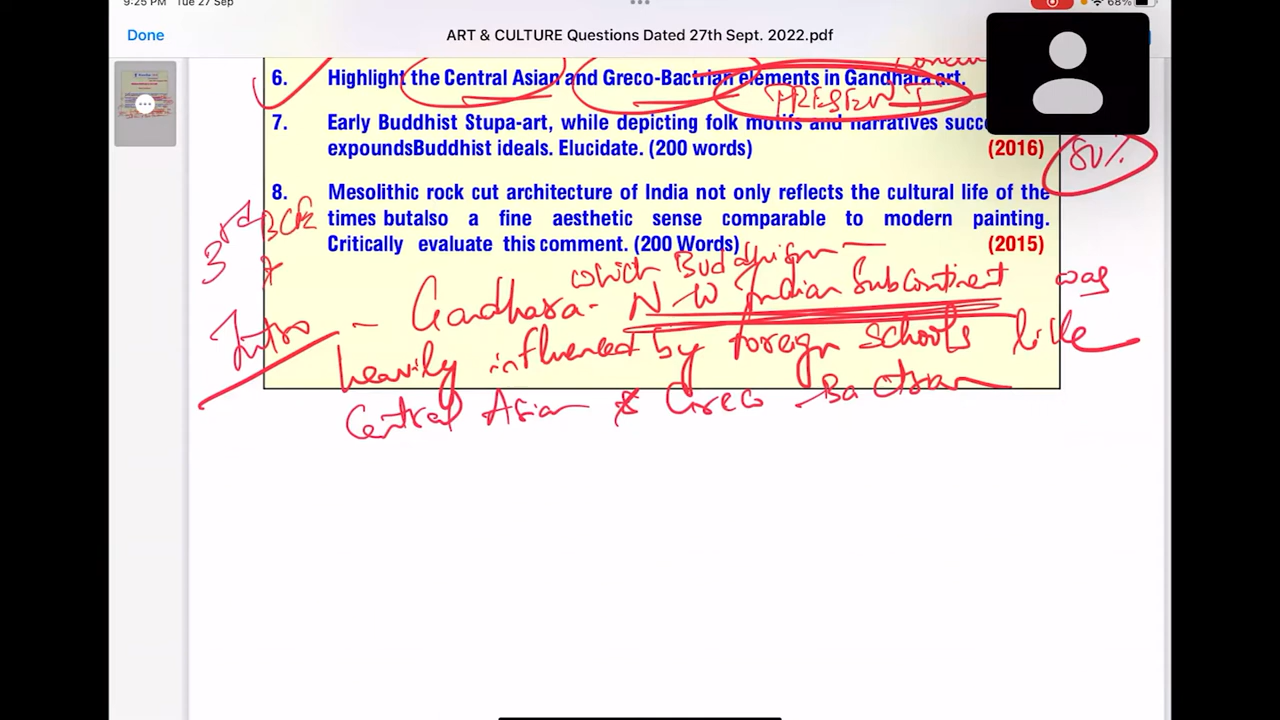 9:25 PM Tue 27 Sep
68%
Done
ART & CULTURE Questions Dated 27th Sept. 2022.pdf
6. Highlight the Central Asian and Greco-Bactrian elements in Gandhara art.
PRESENT
7. Early Buddhist Stupa-art, while depicting folk motifs and narratives succ
expoundsBuddhist ideals. Elucidate. (200 words) (2016)
80%
8. Mesolithic rock cut architecture of India not only reflects the cultural life of the
times butalso a fine aesthetic sense comparable to modern painting.
Critically evaluate this comment. (200 Words) (2015)
3rd BCE
which Buddhism
Intro - Gandhara - N-W Indian Subcontinent was
heavily influenced by foreign schools like
Central Asian & Greco-Bactrian